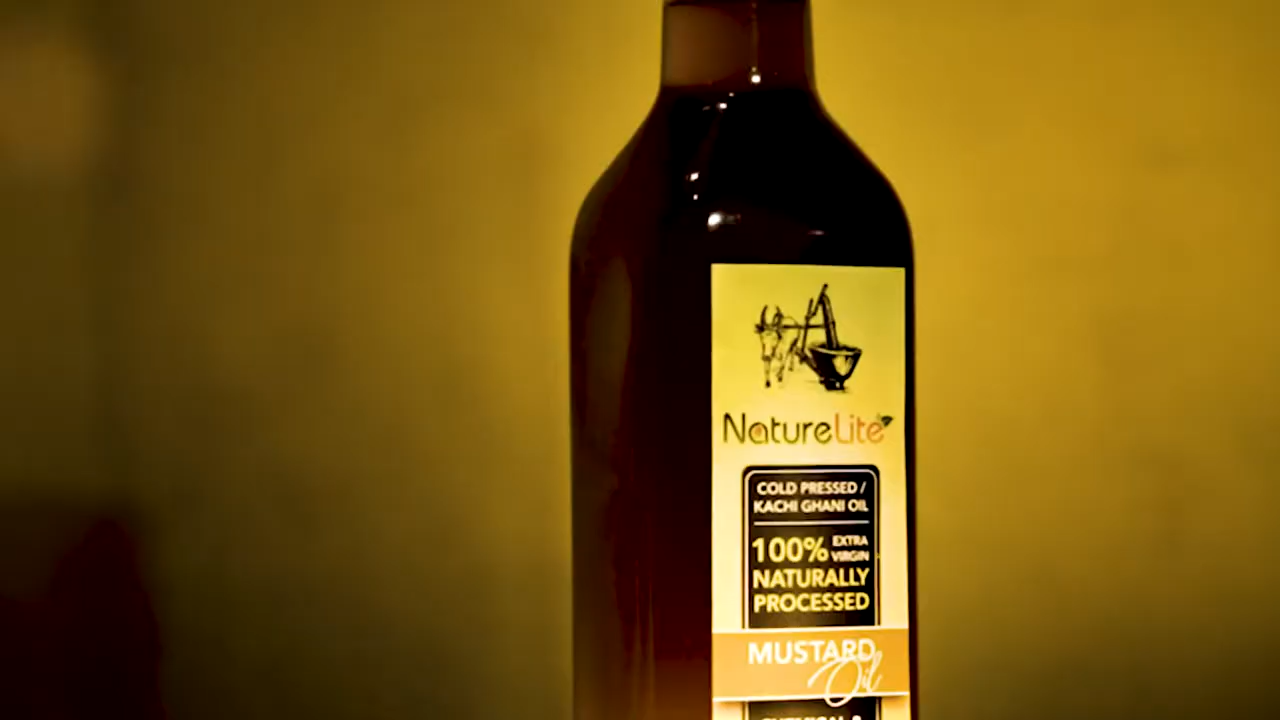 NatureLite
COLD PRESSED /
KACHI GHANI OIL
100% EXTRA VIRGIN
NATURALLY
PROCESSED
MUSTARD
Oil